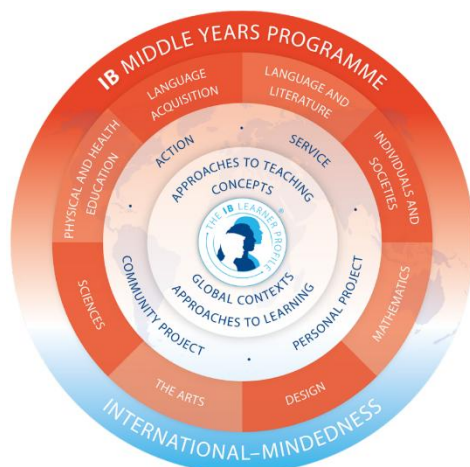 IB MIDDLE YEARS PROGRAMME
LANGUAGE
ACQUISITION
LANGUAGE AND
LITERATURE
PHYSICAL AND HEALTH
EDUCATION
INDIVIDUALS AND
SOCIETIES
SCIENCES
MATHEMATICS
THE ARTS
DESIGN
ACTION
SERVICE
COMMUNITY PROJECT
PERSONAL PROJECT
APPROACHES TO TEACHING
CONCEPTS
THE IB LEARNER PROFILE
®
GLOBAL CONTEXTS
APPROACHES TO LEARNING
INTERNATIONAL–MINDEDNESS